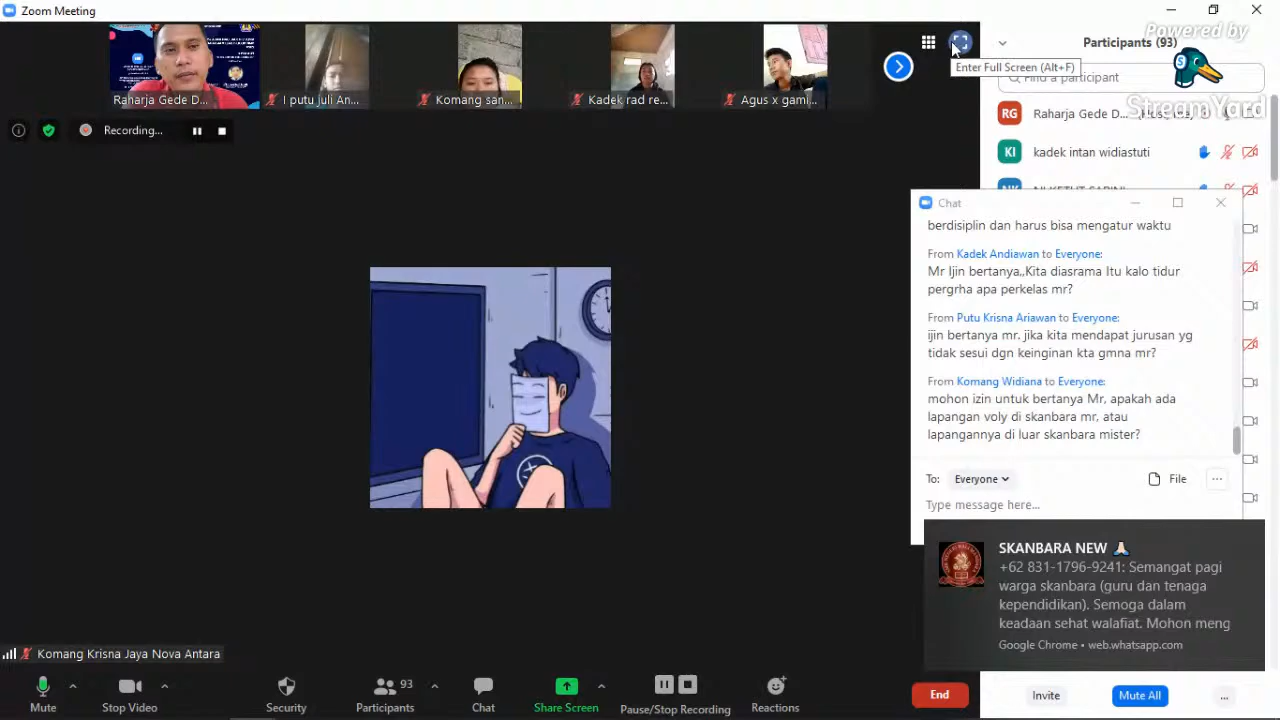 Zoom Meeting
Powered by
StreamYard
Raharja Gede D...
I putu juli An...
Komang san...
Kadek rad re...
Agus x gami...
Enter Full Screen (Alt+F)
Participants (93)
Find a participant
Recording...
RG
Raharja Gede D...
KI
kadek intan widiastuti
Chat
berdisiplin dan harus bisa mengatur waktu
From Kadek Andiawan to Everyone:
Mr Ijin bertanya,,Kita diasrama Itu kalo tidur
pergrha apa perkelas mr?
From Putu Krisna Ariawan to Everyone:
ijin bertanya mr. jika kita mendapat jurusan yg
tidak sesui dgn keinginan kta gmna mr?
From Komang Widiana to Everyone:
mohon izin untuk bertanya Mr, apakah ada
lapangan voly di skanbara mr, atau
lapangannya di luar skanbara mister?
To: Everyone
File
...
Type message here...
SKANBARA NEW 🙏🏻
+62 831-1796-9241: Semangat pagi
warga skanbara (guru dan tenaga
kependidikan). Semoga dalam
keadaan sehat walafiat. Mohon meng
Google Chrome • web.whatsapp.com
Komang Krisna Jaya Nova Antara
Mute
Stop Video
Security
93
Participants
Chat
Share Screen
Pause/Stop Recording
Reactions
End
Invite
Mute All
...